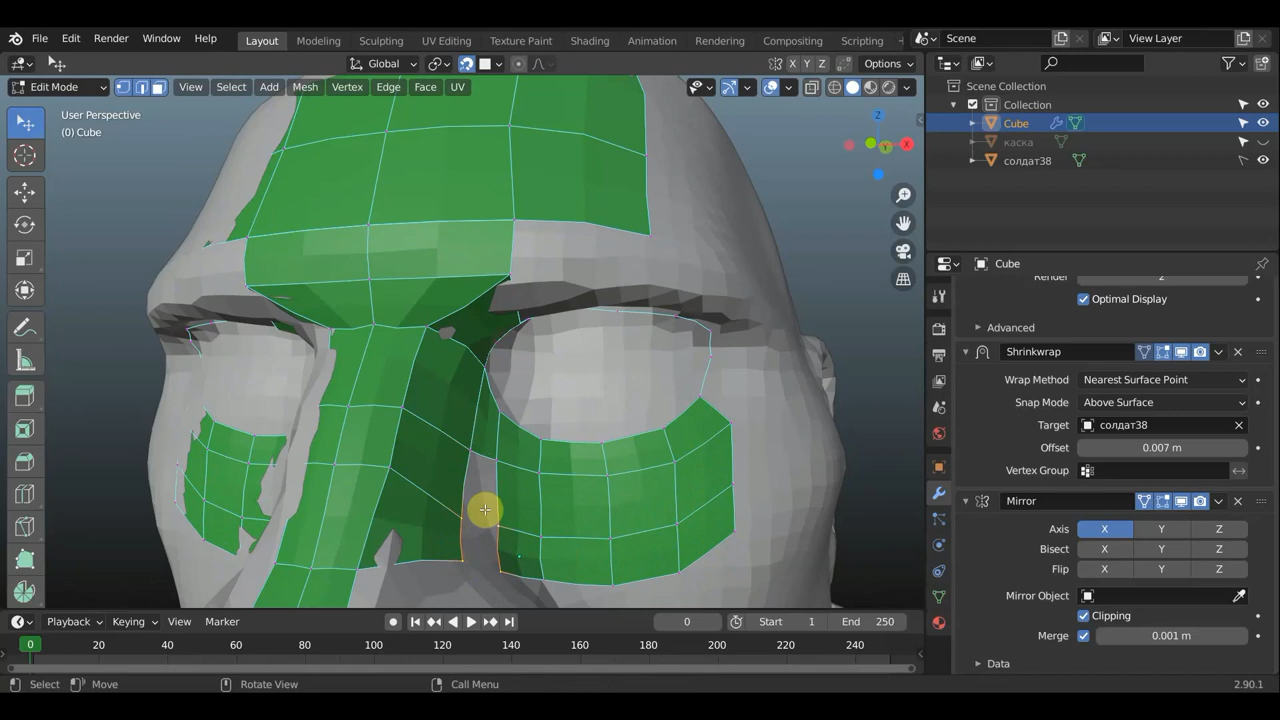 File Edit Render Window Help Layout Modeling Sculpting UV Editing Texture Paint Shading Animation Rendering Compositing Scripting Scene View Layer
Global X Y Z Options
Edit Mode View Select Add Mesh Vertex Edge Face UV
User Perspective
(0) Cube
Z
X
Y
Scene Collection
Collection
Cube
каска
солдат38
Cube
Render 2
Optimal Display
Advanced
Shrinkwrap
Wrap Method Nearest Surface Point
Snap Mode Above Surface
Target солдат38
Offset 0.007 m
Vertex Group
Mirror
Axis X Y Z
Bisect X Y Z
Flip X Y Z
Mirror Object
Clipping
Merge 0.001 m
Data
Playback Keying View Marker 0 Start 1 End 250
0 20 40 60 80 100 120 140 160 180 200 220 240
Select Move Rotate View Call Menu 2.90.1